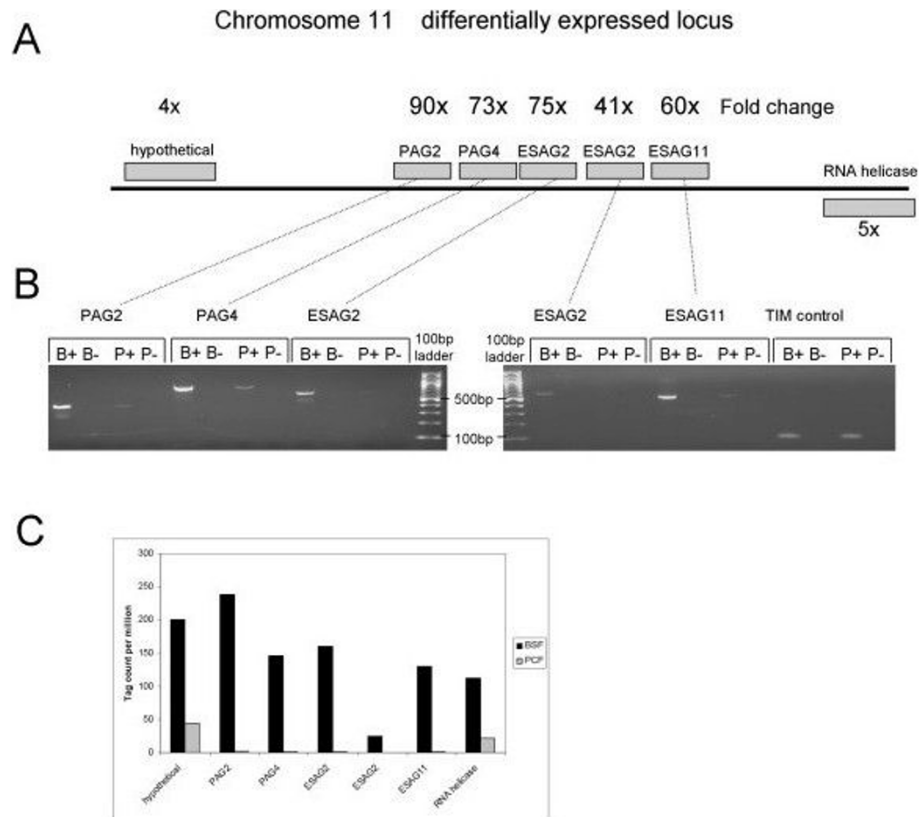 Chromosome 11 differentially expressed locus
A
4x 90x 73x 75x 41x 60x Fold change
hypothetical PAG2 PAG4 ESAG2 ESAG2 ESAG11
RNA helicase
5x
B
PAG2 PAG4 ESAG2 ESAG2 ESAG11 TIM control
B+ B- P+ P- B+ B- P+ P- B+ B- P+ P- 100bp ladder 100bp ladder B+ B- P+ P- B+ B- P+ P- B+ B- P+ P-
500bp
100bp
C
300
250
200
150
100
50
0
Tag count per million
BSF
PCF
hypothetical PAG2 PAG4 ESAG2 ESAG2 ESAG11 RNA helicase